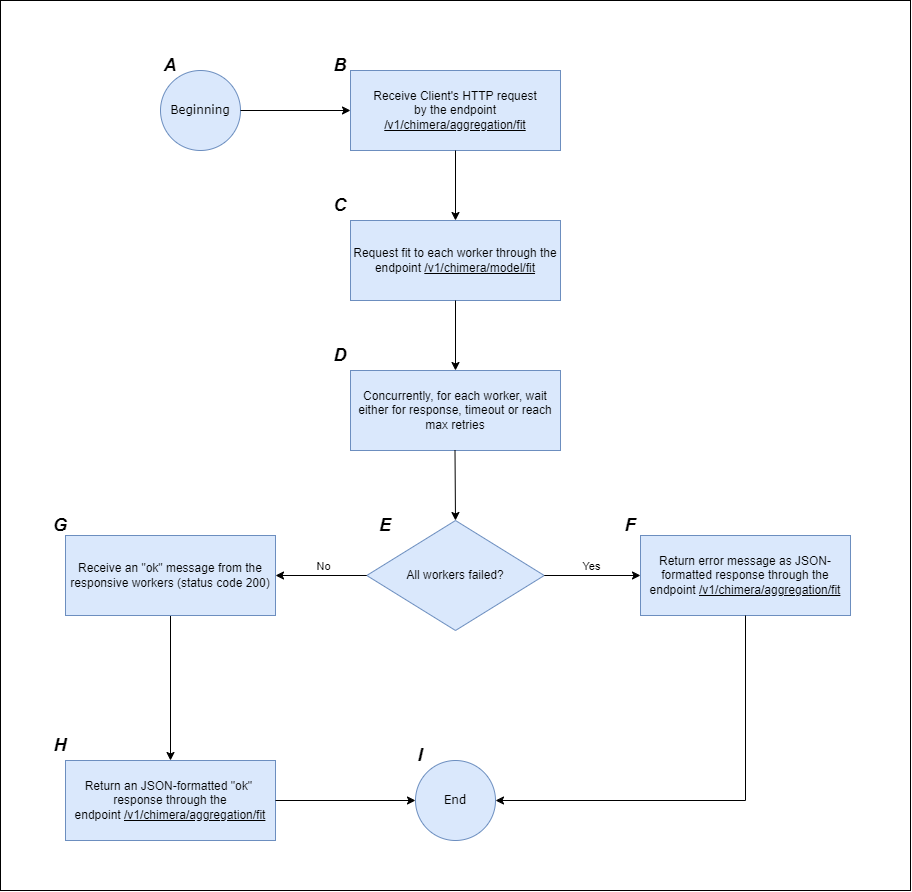 A
Beginning
B
Receive Client's HTTP request
by the endpoint
/v1/chimera/aggregation/fit
C
Request fit to each worker through the
endpoint /v1/chimera/model/fit
D
Concurrently, for each worker, wait
either for response, timeout or reach
max retries
G
Receive an "ok" message from the
responsive workers (status code 200)
No
E
All workers failed?
Yes
F
Return error message as JSON-
formatted response through the
endpoint /v1/chimera/aggregation/fit
H
Return an JSON-formatted "ok"
response through the
endpoint /v1/chimera/aggregation/fit
I
End